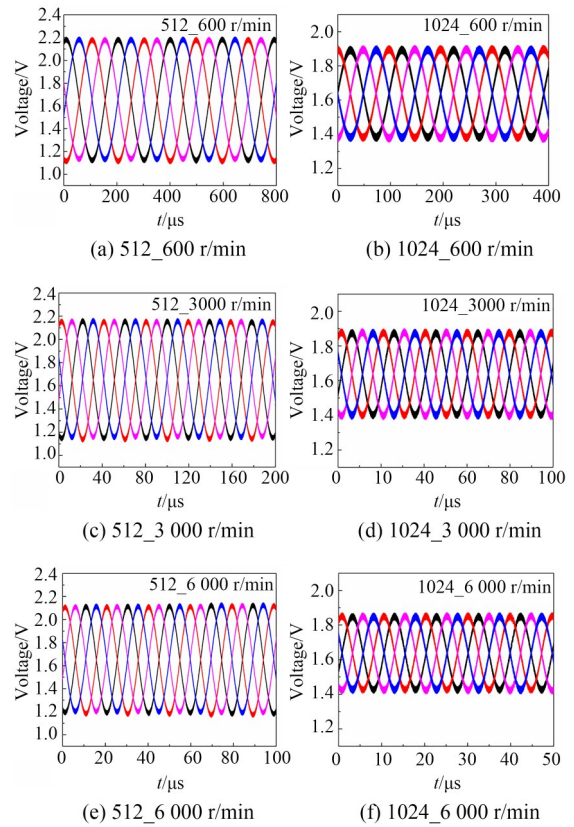 2.4
2.2
2.0
1.8
1.6
1.4
1.2
1.0
Voltage/V
512_600 r/min
0 200 400 600 800
t/μs
(a) 512_600 r/min
2.0
1.8
1.6
1.4
1.2
Voltage/V
1024_600 r/min
0 100 200 300 400
t/μs
(b) 1024_600 r/min
2.4
2.2
2.0
1.8
1.6
1.4
1.2
1.0
Voltage/V
512_3000 r/min
0 40 80 120 160 200
t/μs
(c) 512_3 000 r/min
2.0
1.8
1.6
1.4
1.2
Voltage/V
1024_3000 r/min
0 20 40 60 80 100
t/μs
(d) 1024_3 000 r/min
2.4
2.2
2.0
1.8
1.6
1.4
1.2
1.0
Voltage/V
512_6 000 r/min
0 20 40 60 80 100
t/μs
(e) 512_6 000 r/min
2.0
1.8
1.6
1.4
1.2
Voltage/V
1024_6 000 r/min
0 10 20 30 40 50
t/μs
(f) 1024_6 000 r/min